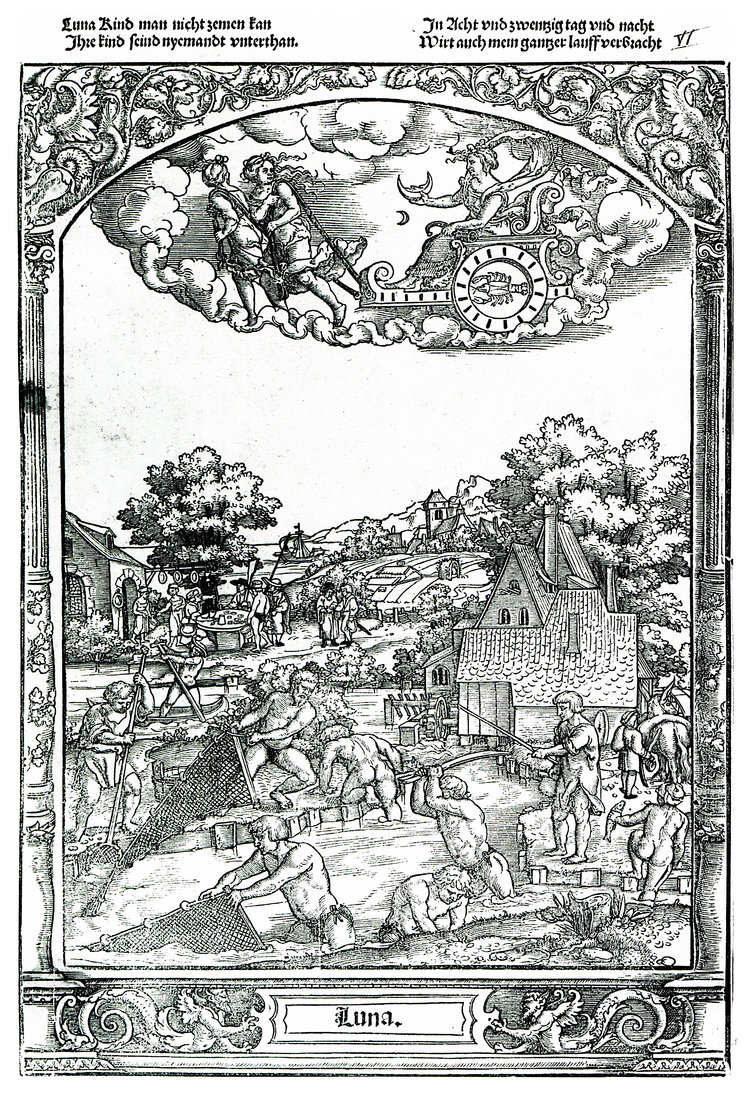 Luna Kind man nicht zemen kan
Ihre kind seind nyemandt vnterthan.
In Acht vnd zwentzig tag vnd nacht
Wirt auch mein gantzer lauff verbracht
VI
Luna.